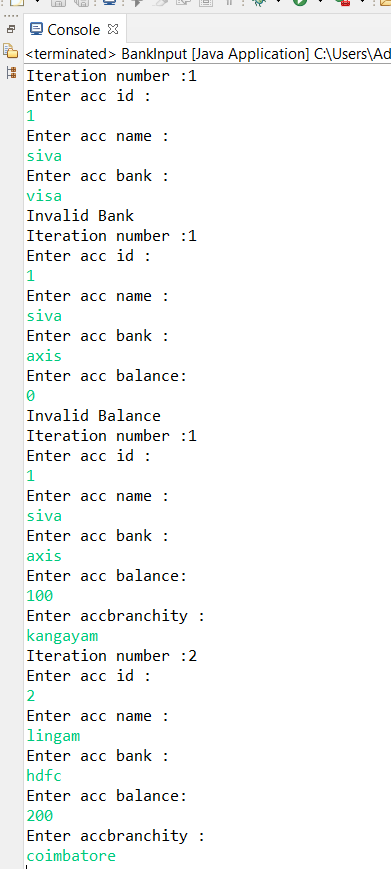 Console
<terminated> BankInput [Java Application] C:\Users\Ad
Iteration number :1
Enter acc id :
1
Enter acc name :
siva
Enter acc bank :
visa
Invalid Bank
Iteration number :1
Enter acc id :
1
Enter acc name :
siva
Enter acc bank :
axis
Enter acc balance:
0
Invalid Balance
Iteration number :1
Enter acc id :
1
Enter acc name :
siva
Enter acc bank :
axis
Enter acc balance:
100
Enter accbranchity :
kangayam
Iteration number :2
Enter acc id :
2
Enter acc name :
lingam
Enter acc bank :
hdfc
Enter acc balance:
200
Enter accbranchity :
coimbatore